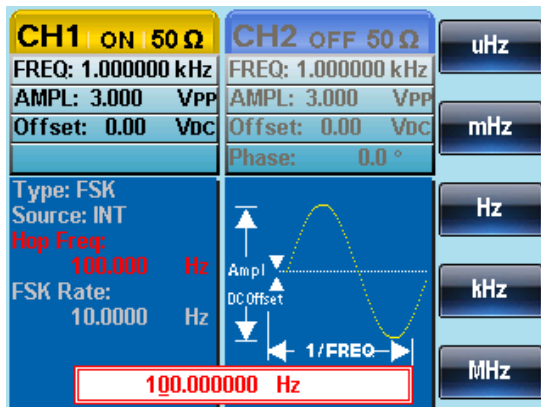 CH1 ON 50 Ω
FREQ: 1.000000 kHz
AMPL: 3.000 VPP
Offset: 0.00 VDC
CH2 OFF 50 Ω
FREQ: 1.000000 kHz
AMPL: 3.000 VPP
Offset: 0.00 VDC
Phase: 0.0 °
Type: FSK
Source: INT
Hop Freq:
100.000 Hz
FSK Rate:
10.0000 Hz
Ampl
DC Offset
1/FREQ
100.000000 Hz
uHz
mHz
Hz
kHz
MHz